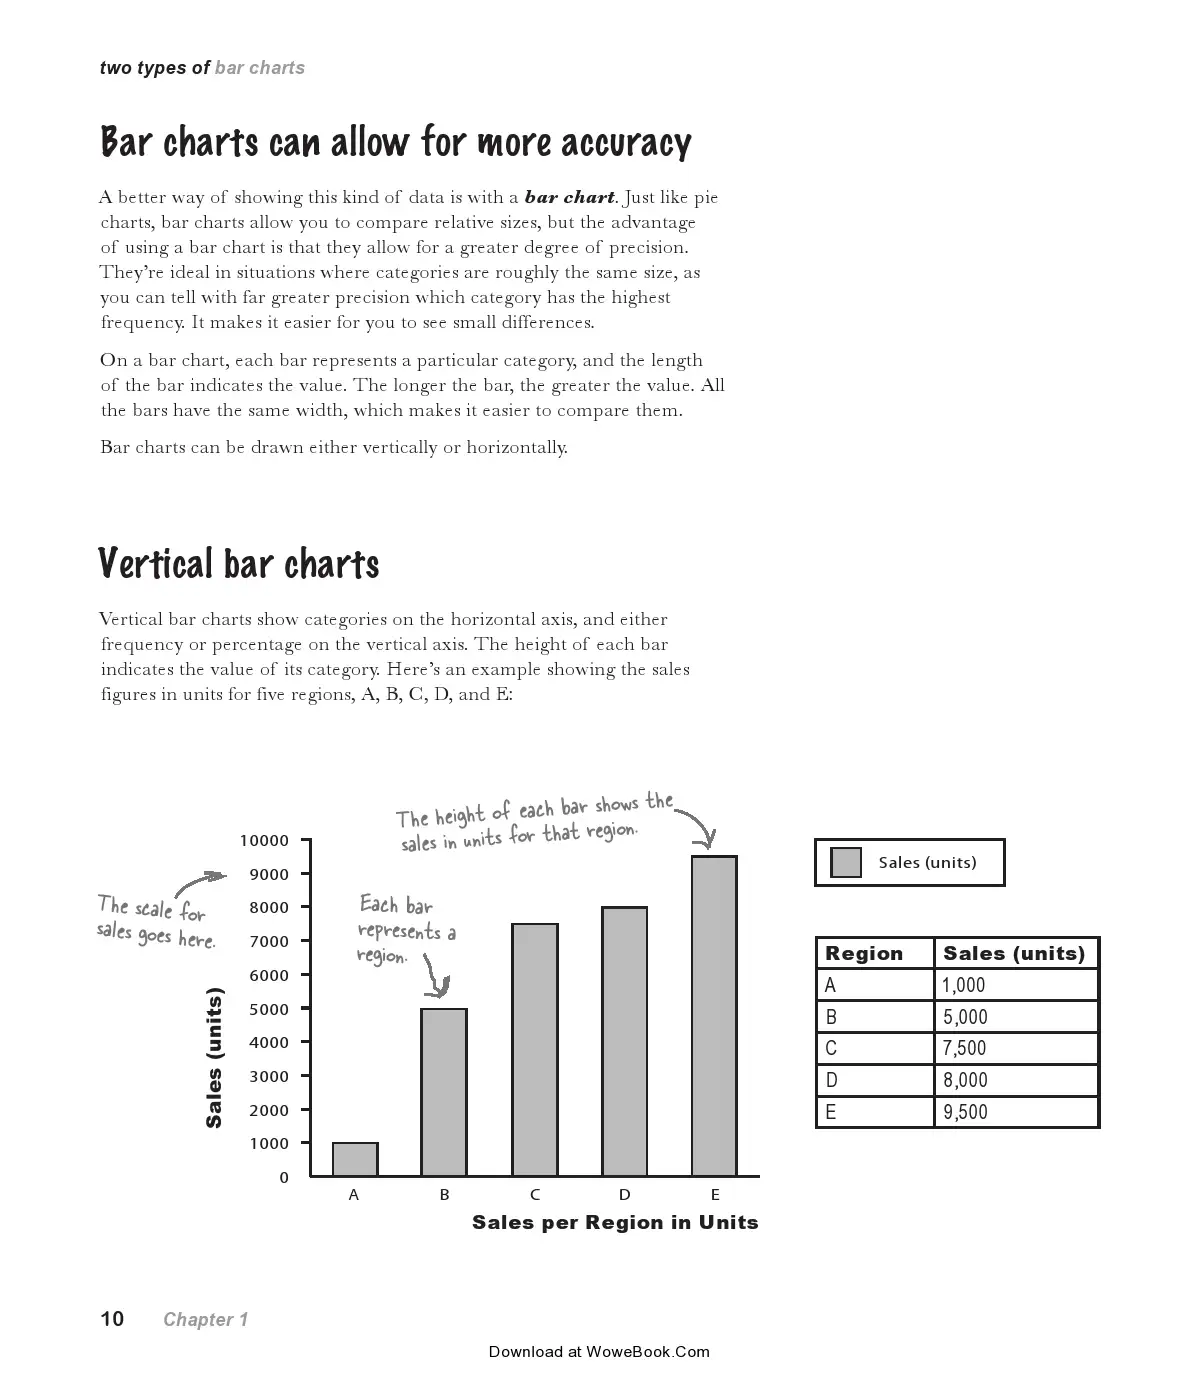 two types of bar charts
Bar charts can allow for more accuracy
A better way of showing this kind of data is with a bar chart. Just like pie
charts, bar charts allow you to compare relative sizes, but the advantage
of using a bar chart is that they allow for a greater degree of precision.
They're ideal in situations where categories are roughly the same size, as
you can tell with far greater precision which category has the highest
frequency. It makes it easier for you to see small differences.
On a bar chart, each bar represents a particular category, and the length
of the bar indicates the value. The longer the bar, the greater the value. All
the bars have the same width, which makes it easier to compare them.
Bar charts can be drawn either vertically or horizontally.
Vertical bar charts
Vertical bar charts show categories on the horizontal axis, and either
frequency or percentage on the vertical axis. The height of each bar
indicates the value of its category. Here's an example showing the sales
figures in units for five regions, A, B, C, D, and E:
The height of each bar shows the
sales in units for that region.
The scale for
sales goes here.
Each bar
represents a
region.
Sales (units)
10000
9000
8000
7000
6000
5000
4000
3000
2000
1000
0
A B C D E
Sales per Region in Units
Sales (units)
Region Sales (units)
A 1,000
B 5,000
C 7,500
D 8,000
E 9,500
10 Chapter 1
Download at WoweBook.Com